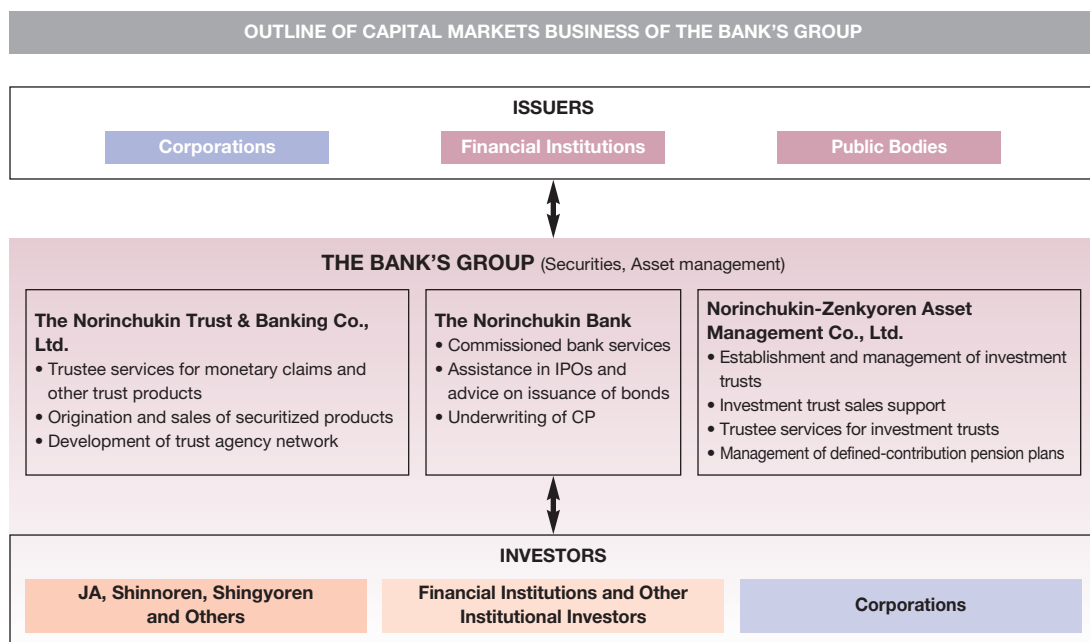 OUTLINE OF CAPITAL MARKETS BUSINESS OF THE BANK'S GROUP
ISSUERS
Corporations
Financial Institutions
Public Bodies
THE BANK'S GROUP (Securities, Asset management)
The Norinchukin Trust & Banking Co.,
Ltd.
• Trustee services for monetary claims and
other trust products
• Origination and sales of securitized products
• Development of trust agency network
The Norinchukin Bank
• Commissioned bank services
• Assistance in IPOs and
advice on issuance of bonds
• Underwriting of CP
Norinchukin-Zenkyoren Asset
Management Co., Ltd.
• Establishment and management of investment
trusts
• Investment trust sales support
• Trustee services for investment trusts
• Management of defined-contribution pension plans
INVESTORS
JA, Shinnoren, Shingyoren
and Others
Financial Institutions and Other
Institutional Investors
Corporations